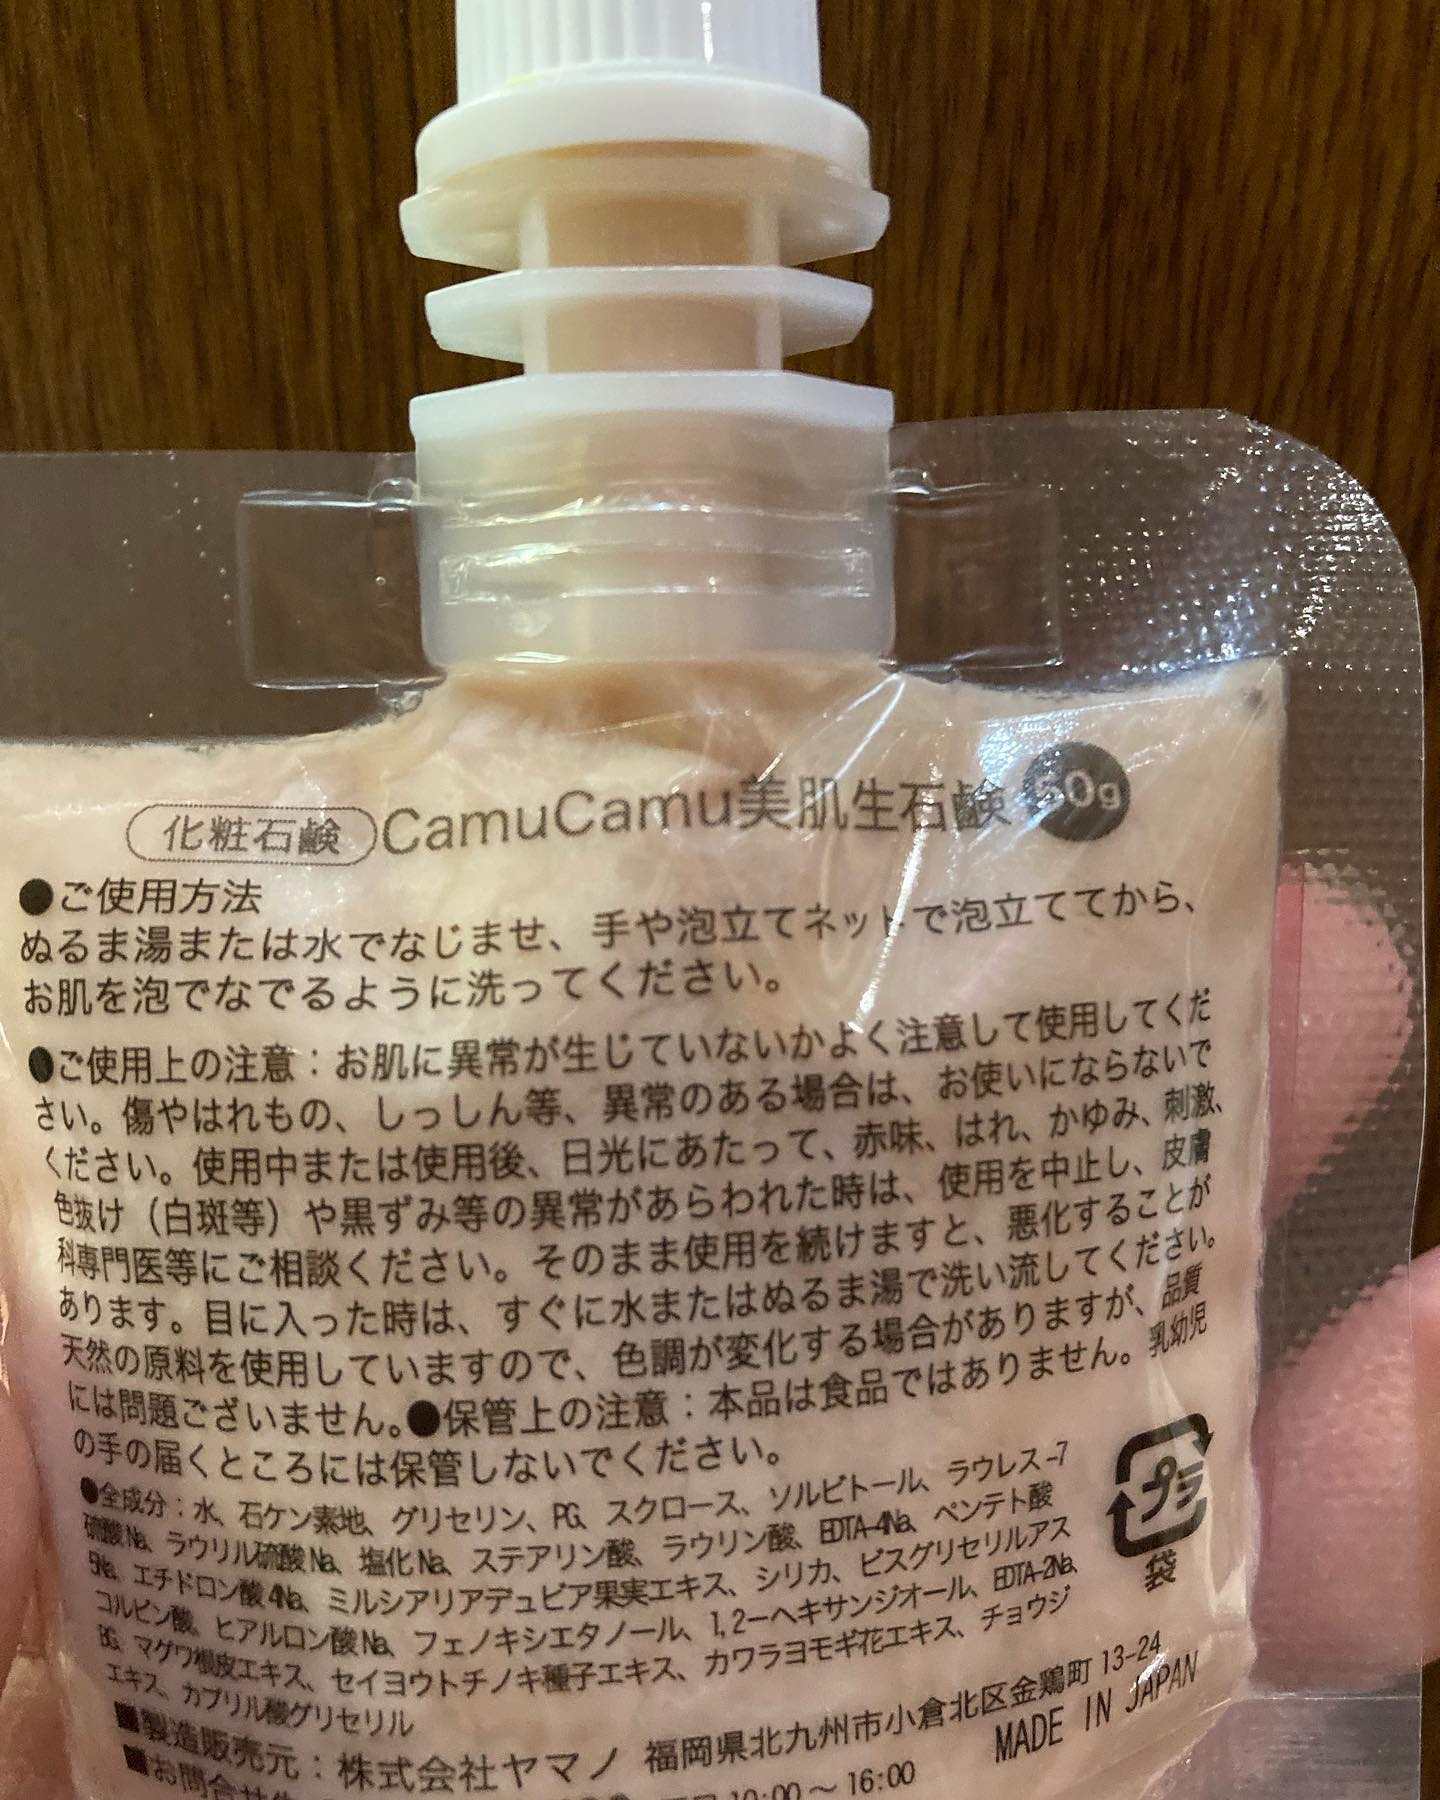 化粧石鹸 CamuCamu美肌生石鹸 60g
●ご使用方法
ぬるま湯または水でなじませ、手や泡立てネットで泡立ててから、
お肌を泡でなでるように洗ってください。
●ご使用上の注意：お肌に異常が生じていないかよく注意して使用してくだ
さい。傷やはれもの、しっしん等、異常のある場合は、お使いにならないで
ください。使用中または使用後、日光にあたって、赤味、はれ、かゆみ、刺激、
色抜け（白斑等）や黒ずみ等の異常があらわれた時は、使用を中止し、皮膚
科専門医等にご相談ください。そのまま使用を続けますと、悪化することが
あります。目に入った時は、すぐに水またはぬるま湯で洗い流してください。
天然の原料を使用していますので、色調が変化する場合がありますが、品質
には問題ございません。●保管上の注意：本品は食品ではありません。乳幼児
の手の届くところには保管しないでください。
●全成分：水、石ケン素地、グリセリン、PG、スクロース、ソルビトール、ラウレス-7
硫酸Na、ラウリル硫酸Na、塩化Na、ステアリン酸、ラウリン酸、EDTA-4Na、ペンテト酸
5Na、エチドロン酸4Na、ミルシアリアデュビア果実エキス、シリカ、ビスグリセリルアス
コルビン酸、ヒアルロン酸Na、フェノキシエタノール、1,2-ヘキサンジオール、EDTA-2Na、
BG、マグワ根皮エキス、セイヨウトチノキ種子エキス、カワラヨモギ花エキス、チョウジ
エキス、カプリル酸グリセリル
プラ
袋
■製造販売元：株式会社ヤマノ 福岡県北九州市小倉北区金鶏町13-24
MADE IN JAPAN
■お問合せ 10:00～16:00